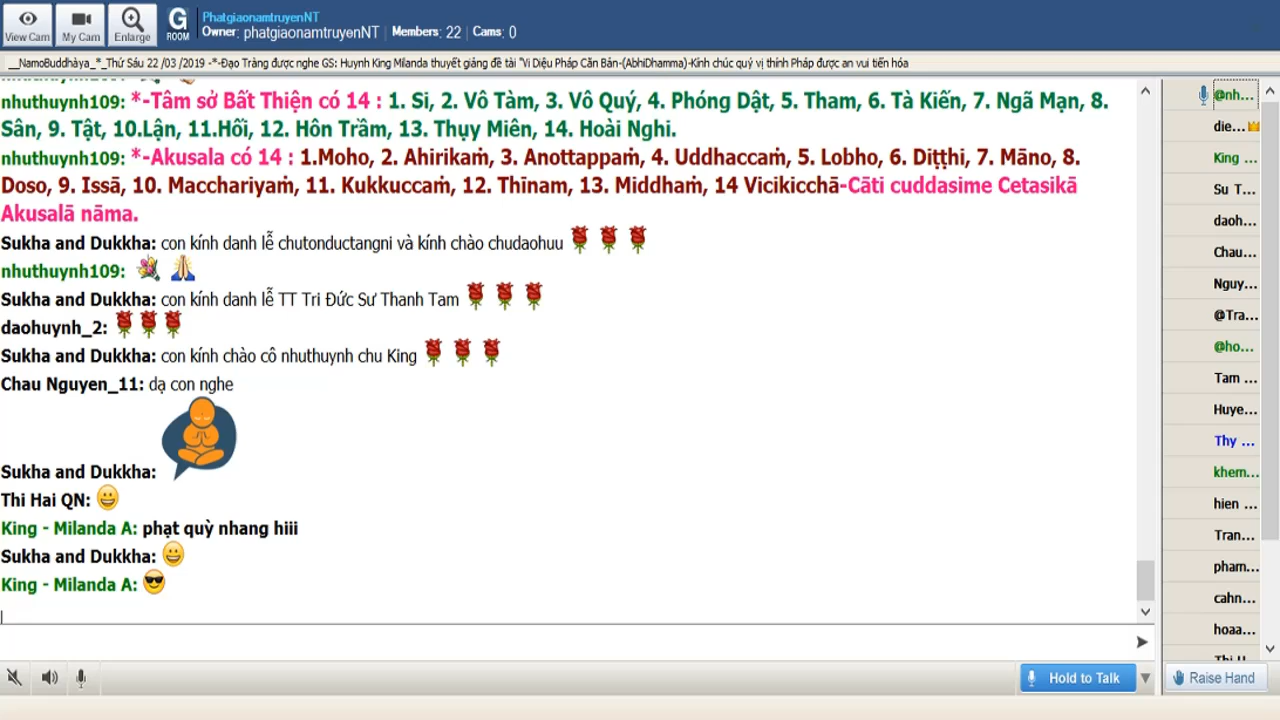 View Cam
My Cam
Enlarge
G
ROOM
PhatgiaonamtruyenNT
Owner: phatgiaonamtruyenNT | Members: 22 | Cams: 0
__NamoBuddhàya_*_Thứ Sáu 22 /03 /2019 -*-Đạo Tràng được nghe GS: Huynh King Milanda thuyết giảng đề tài "Vi Diệu Pháp Căn Bản-(AbhiDhamma)-Kính chúc quý vị thính Pháp được an vui tiến hóa
nhuthuynh109: *-Tâm sở Bất Thiện có 14 : 1. Si, 2. Vô Tàm, 3. Vô Quý, 4. Phóng Dật, 5. Tham, 6. Tà Kiến, 7. Ngã Mạn, 8.
Sân, 9. Tật, 10.Lận, 11.Hối, 12. Hôn Trầm, 13. Thụy Miên, 14. Hoài Nghi.
nhuthuynh109: *-Akusala có 14 : 1.Moho, 2. Ahirikaṁ, 3. Anottappaṁ, 4. Uddhaccaṁ, 5. Lobho, 6. Diṭṭhi, 7. Māno, 8.
Doso, 9. Issā, 10. Macchariyaṁ, 11. Kukkuccaṁ, 12. Thinam, 13. Middhaṁ, 14 Vicikicchā-Cāti cuddasime Cetasikā
Akusalā nāma.
Sukha and Dukkha: con kính danh lễ chutonductangni và kính chào chudaohuu
nhuthuynh109:
Sukha and Dukkha: con kính danh lễ TT Tri Đức Sư Thanh Tam
daohuynh_2:
Sukha and Dukkha: con kính chào cô nhuthuynh chu King
Chau Nguyen_11: dạ con nghe
Sukha and Dukkha:
Thi Hai QN:
King - Milanda A: phạt quỳ nhang hiii
Sukha and Dukkha:
King - Milanda A:
@nh...
die...
King ...
Su T...
daoh...
Chau...
Nguy...
@Tra...
@ho...
Tam ...
Huye...
Thy ...
khem...
hien ...
Tran...
pham...
cahn...
hoaa...
Hold to Talk
Raise Hand